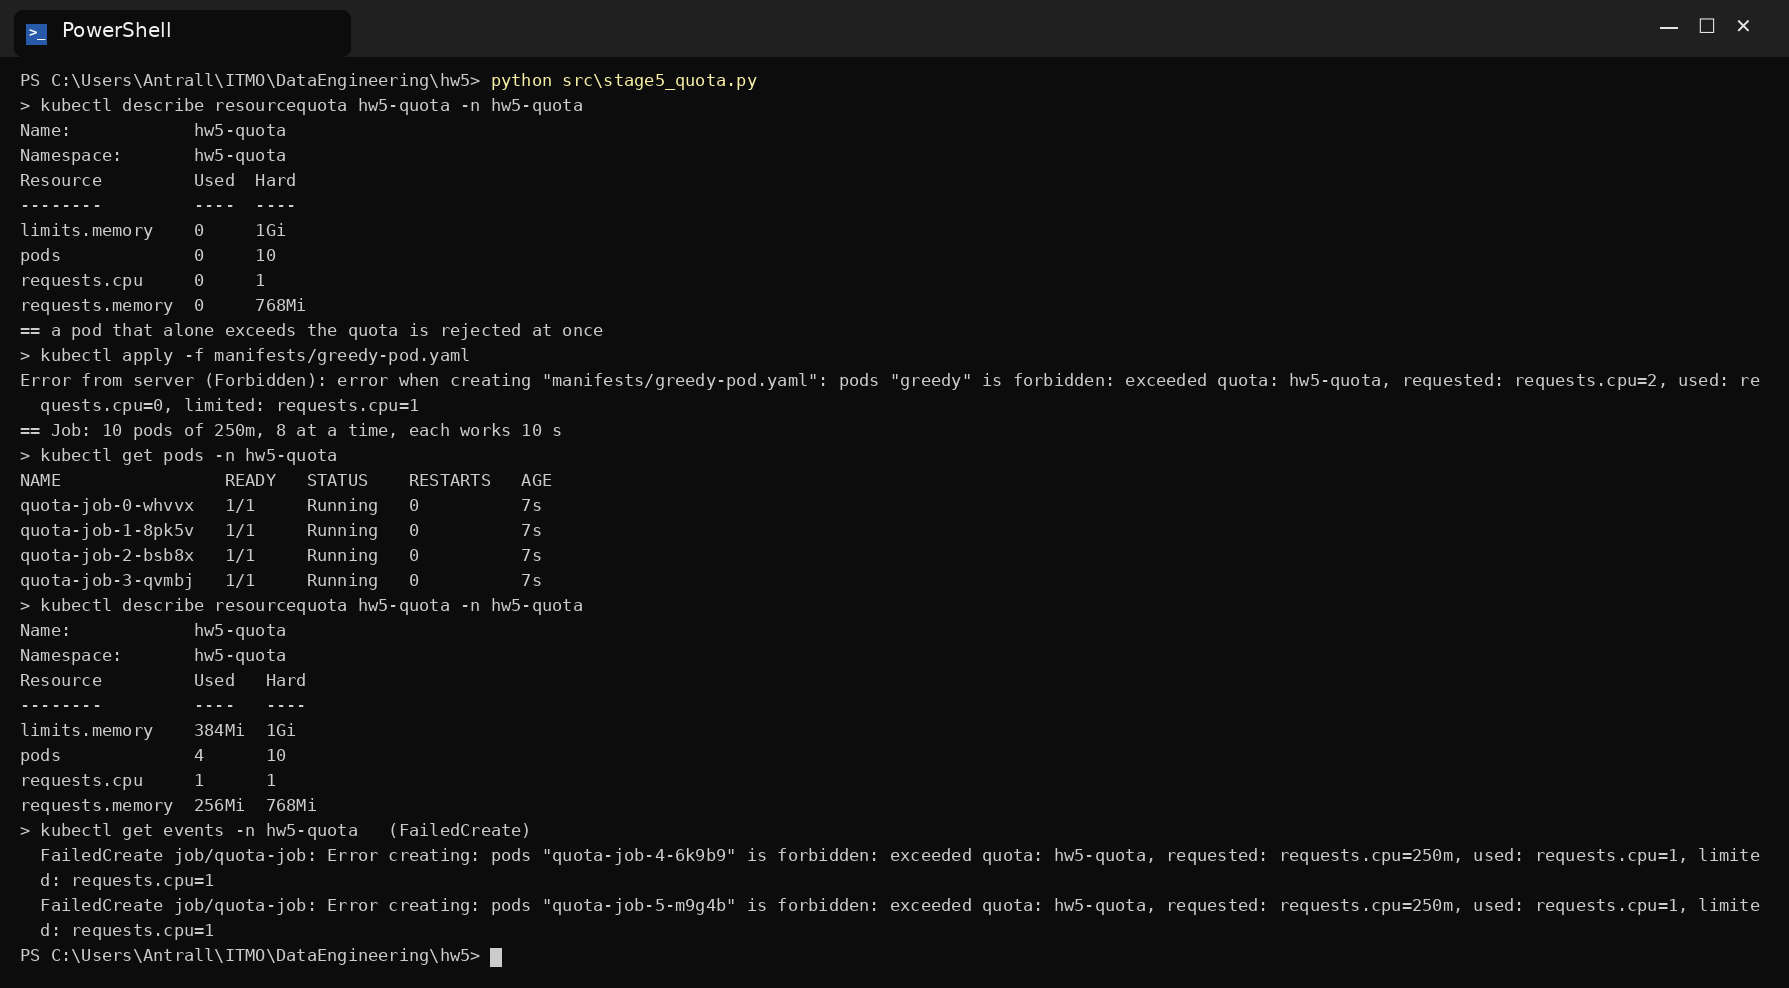 PowerShell
PS C:\Users\Antrall\ITMO\DataEngineering\hw5> python src\stage5_quota.py
> kubectl describe resourcequota hw5-quota -n hw5-quota
Name:            hw5-quota
Namespace:       hw5-quota
Resource         Used  Hard
--------         ----  ----
limits.memory    0     1Gi
pods             0     10
requests.cpu     0     1
requests.memory  0     768Mi
== a pod that alone exceeds the quota is rejected at once
> kubectl apply -f manifests/greedy-pod.yaml
Error from server (Forbidden): error when creating "manifests/greedy-pod.yaml": pods "greedy" is forbidden: exceeded quota: hw5-quota, requested: requests.cpu=2, used: re
  quests.cpu=0, limited: requests.cpu=1
== Job: 10 pods of 250m, 8 at a time, each works 10 s
> kubectl get pods -n hw5-quota
NAME                READY   STATUS    RESTARTS   AGE
quota-job-0-whvvx   1/1     Running   0          7s
quota-job-1-8pk5v   1/1     Running   0          7s
quota-job-2-bsb8x   1/1     Running   0          7s
quota-job-3-qvmbj   1/1     Running   0          7s
> kubectl describe resourcequota hw5-quota -n hw5-quota
Name:            hw5-quota
Namespace:       hw5-quota
Resource         Used   Hard
--------         ----   ----
limits.memory    384Mi  1Gi
pods             4      10
requests.cpu     1      1
requests.memory  256Mi  768Mi
> kubectl get events -n hw5-quota   (FailedCreate)
  FailedCreate job/quota-job: Error creating: pods "quota-job-4-6k9b9" is forbidden: exceeded quota: hw5-quota, requested: requests.cpu=250m, used: requests.cpu=1, limite
  d: requests.cpu=1
  FailedCreate job/quota-job: Error creating: pods "quota-job-5-m9g4b" is forbidden: exceeded quota: hw5-quota, requested: requests.cpu=250m, used: requests.cpu=1, limite
  d: requests.cpu=1
PS C:\Users\Antrall\ITMO\DataEngineering\hw5>